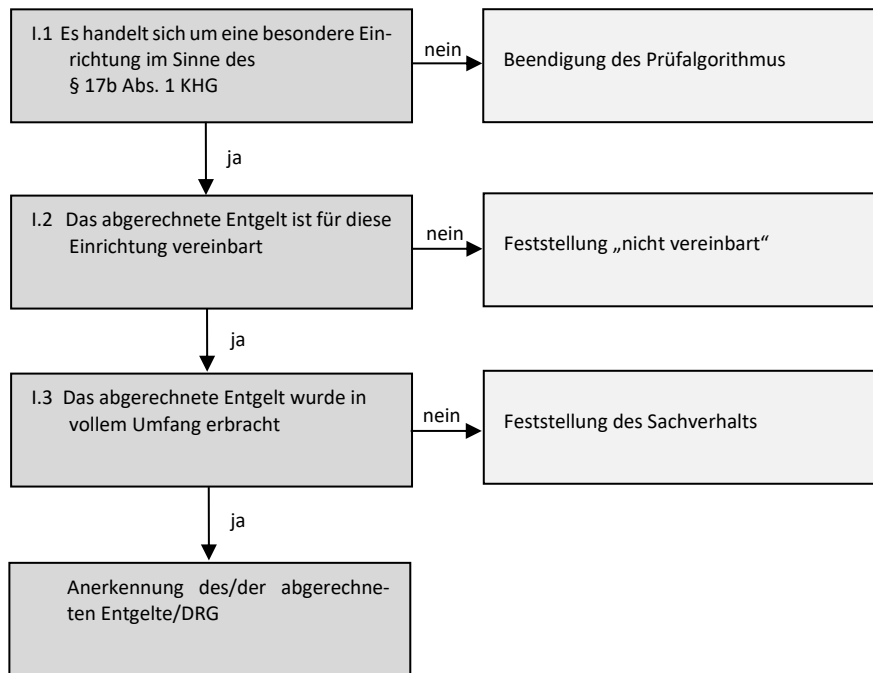 I.1 Es handelt sich um eine besondere Ein-
richtung im Sinne des
§ 17b Abs. 1 KHG
nein
Beendigung des Prüfalgorithmus
ja
I.2 Das abgerechnete Entgelt ist für diese
Einrichtung vereinbart
nein
Feststellung „nicht vereinbart“
ja
I.3 Das abgerechnete Entgelt wurde in
vollem Umfang erbracht
nein
Feststellung des Sachverhalts
ja
Anerkennung des/der abgerechne-
ten Entgelte/DRG